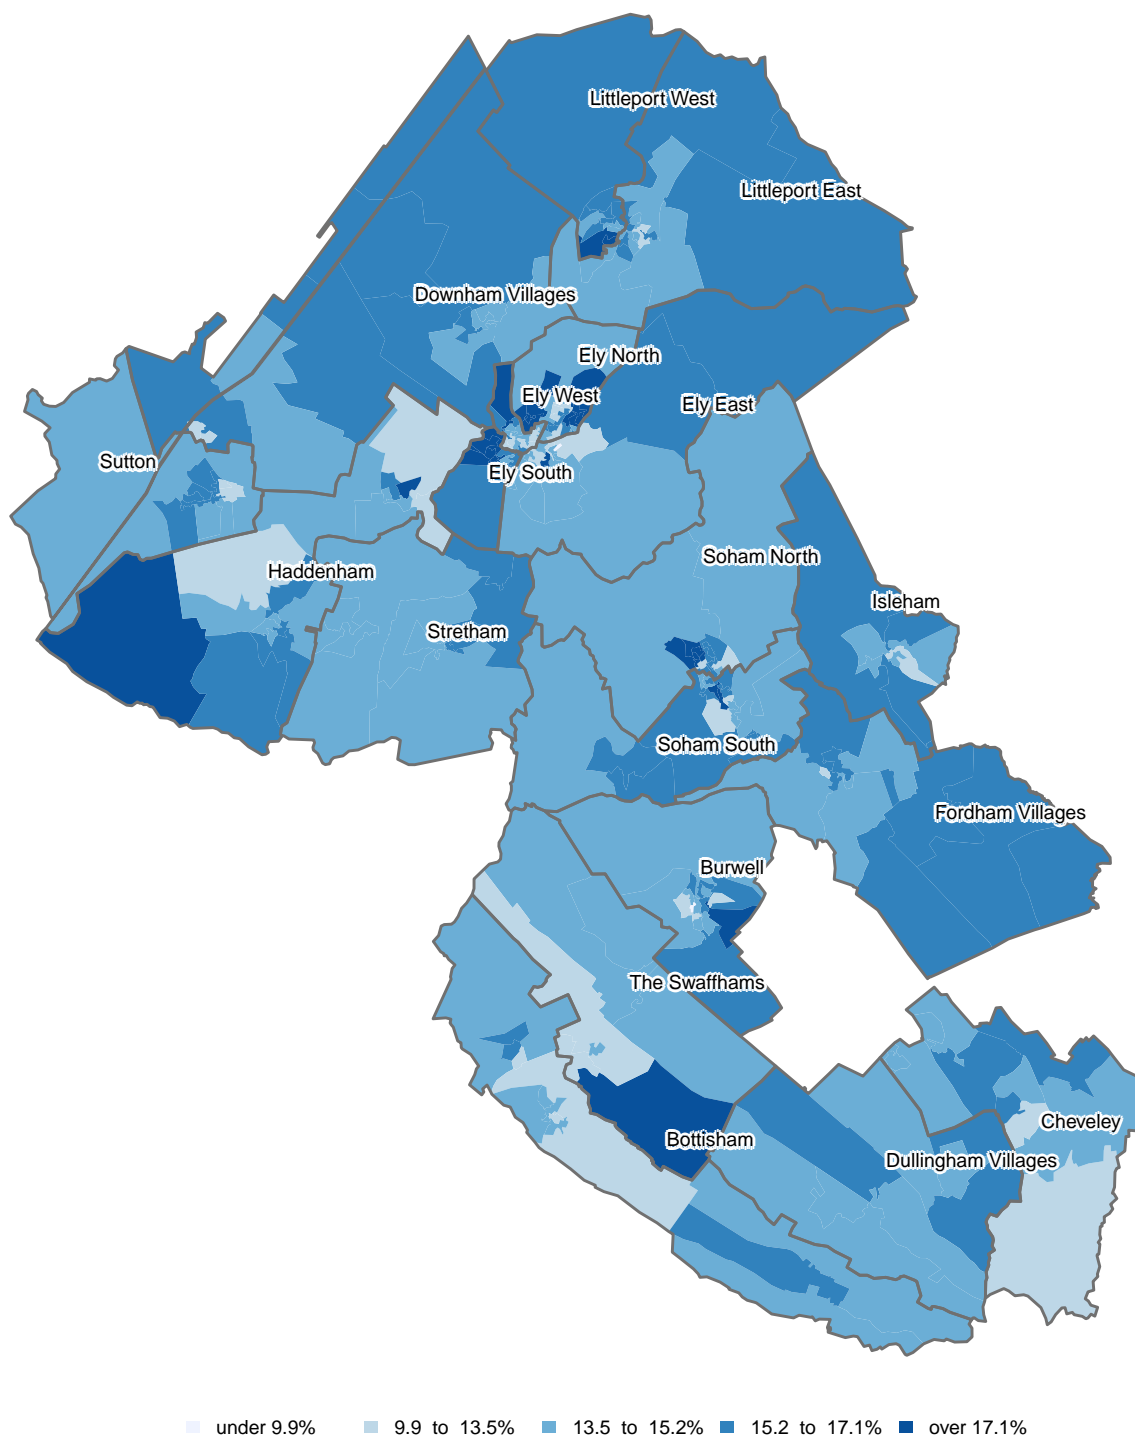 Littleport West
Littleport East
Downham Villages
Ely North
Ely West
Ely East
Sutton
Ely South
Soham North
Haddenham
Isleham
Stretham
Soham South
Fordham Villages
Burwell
The Swaffhams
Cheveley
Bottisham
Dullingham Villages
under 9.9% 9.9 to 13.5% 13.5 to 15.2% 15.2 to 17.1% over 17.1%